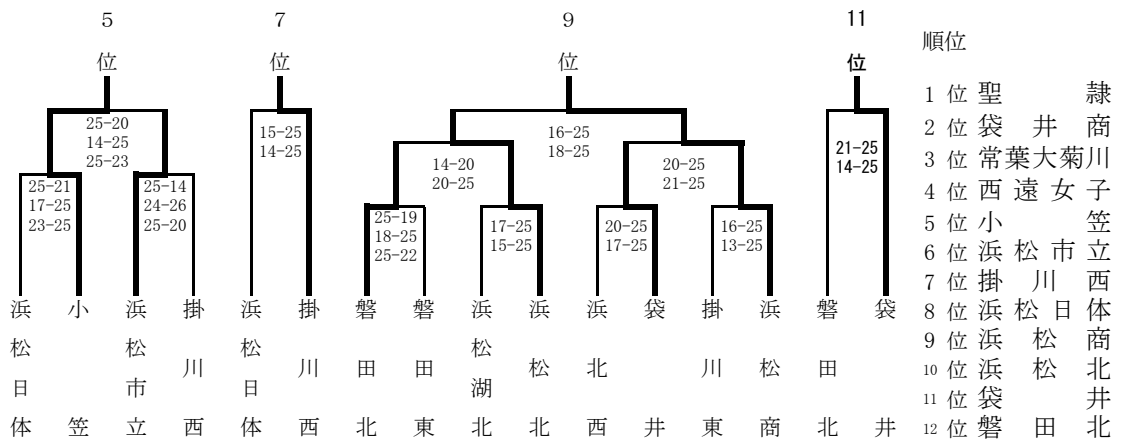 5 7 9 11
位 位 位 位
順位
1 位 聖隷
2 位 袋井商
3 位 常葉大菊川
4 位 西遠女子
5 位 小笠
6 位 浜松市立
7 位 掛川西
8 位 浜松日体
9 位 浜松商
10 位 浜松北
11 位 袋井
12 位 磐田北
25-20
14-25
25-23
25-21
17-25
23-25
25-14
24-26
25-20
15-25
14-25
16-25
18-25
14-20
20-25
20-25
21-25
25-19
18-25
25-22
17-25
15-25
20-25
17-25
16-25
13-25
21-25
14-25
浜松日体
小笠
浜松市立
掛川西
浜松日体
掛川西
磐田北
磐田東
浜松湖北
浜松北
浜北西
袋井
掛川東
浜松商
磐田北
袋井